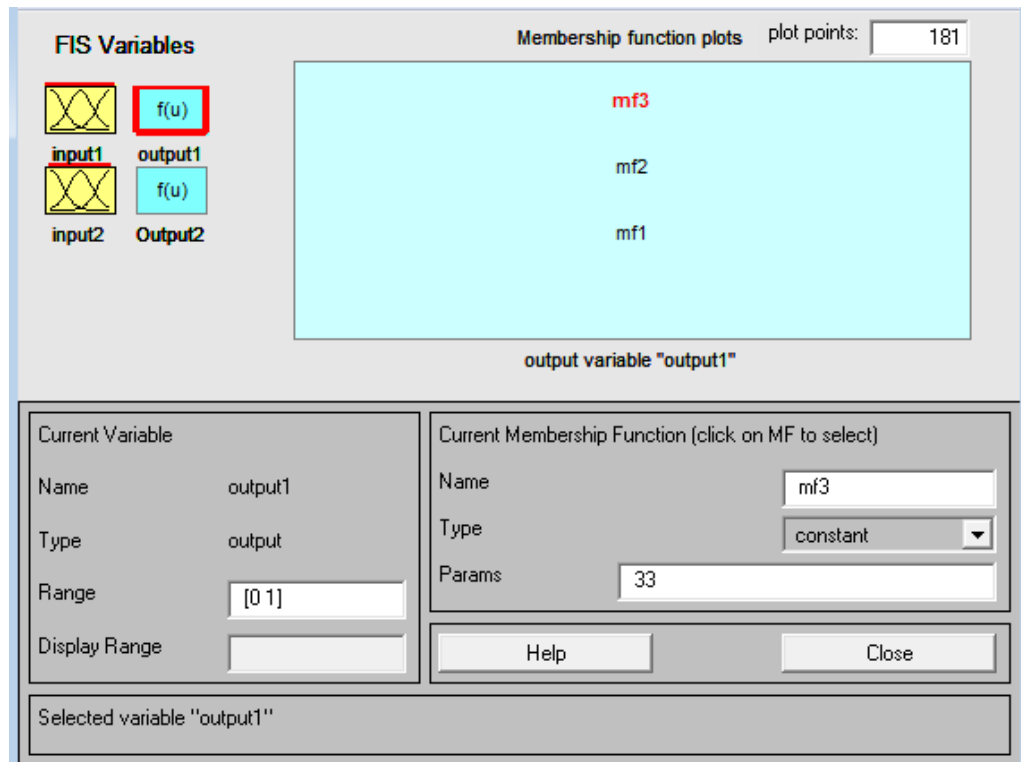 FIS Variables
Membership function plots
plot points: 181
f(u)
input1 output1
f(u)
input2 Output2
mf3
mf2
mf1
output variable "output1"
Current Variable
Name output1
Type output
Range [0 1]
Display Range
Current Membership Function (click on MF to select)
Name mf3
Type constant
Params 33
Help Close
Selected variable "output1"